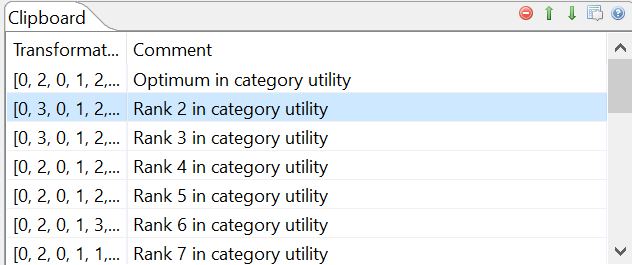 Clipboard
Transformat... Comment
[0, 2, 0, 1, 2,... Optimum in category utility
[0, 3, 0, 1, 2,... Rank 2 in category utility
[0, 3, 0, 1, 2,... Rank 3 in category utility
[0, 2, 0, 1, 2,... Rank 4 in category utility
[0, 2, 0, 1, 2,... Rank 5 in category utility
[0, 2, 0, 1, 3,... Rank 6 in category utility
[0, 2, 0, 1, 1,... Rank 7 in category utility